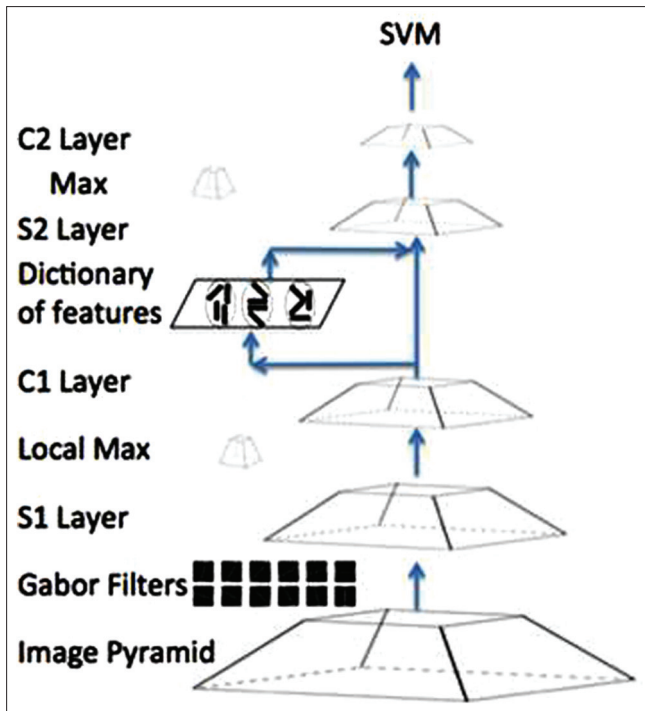 SVM
C2 Layer
Max
S2 Layer
Dictionary
of features
C1 Layer
Local Max
S1 Layer
Gabor Filters
Image Pyramid